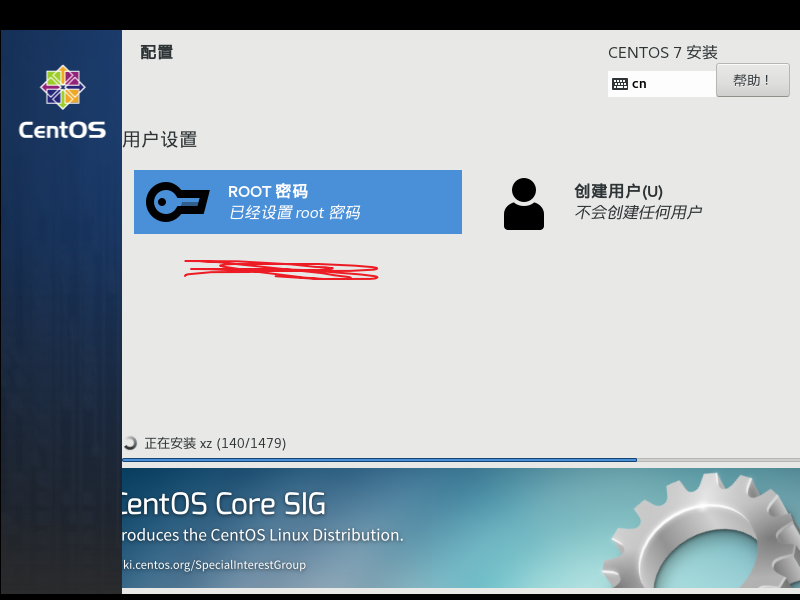 配置
CENTOS 7 安装
cn
帮助！
CentOS
用户设置
ROOT 密码
已经设置 root 密码
创建用户(U)
不会创建任何用户
正在安装 xz (140/1479)
CentOS Core SIG
roduces the CentOS Linux Distribution.
ki.centos.org/SpecialInterestGroup